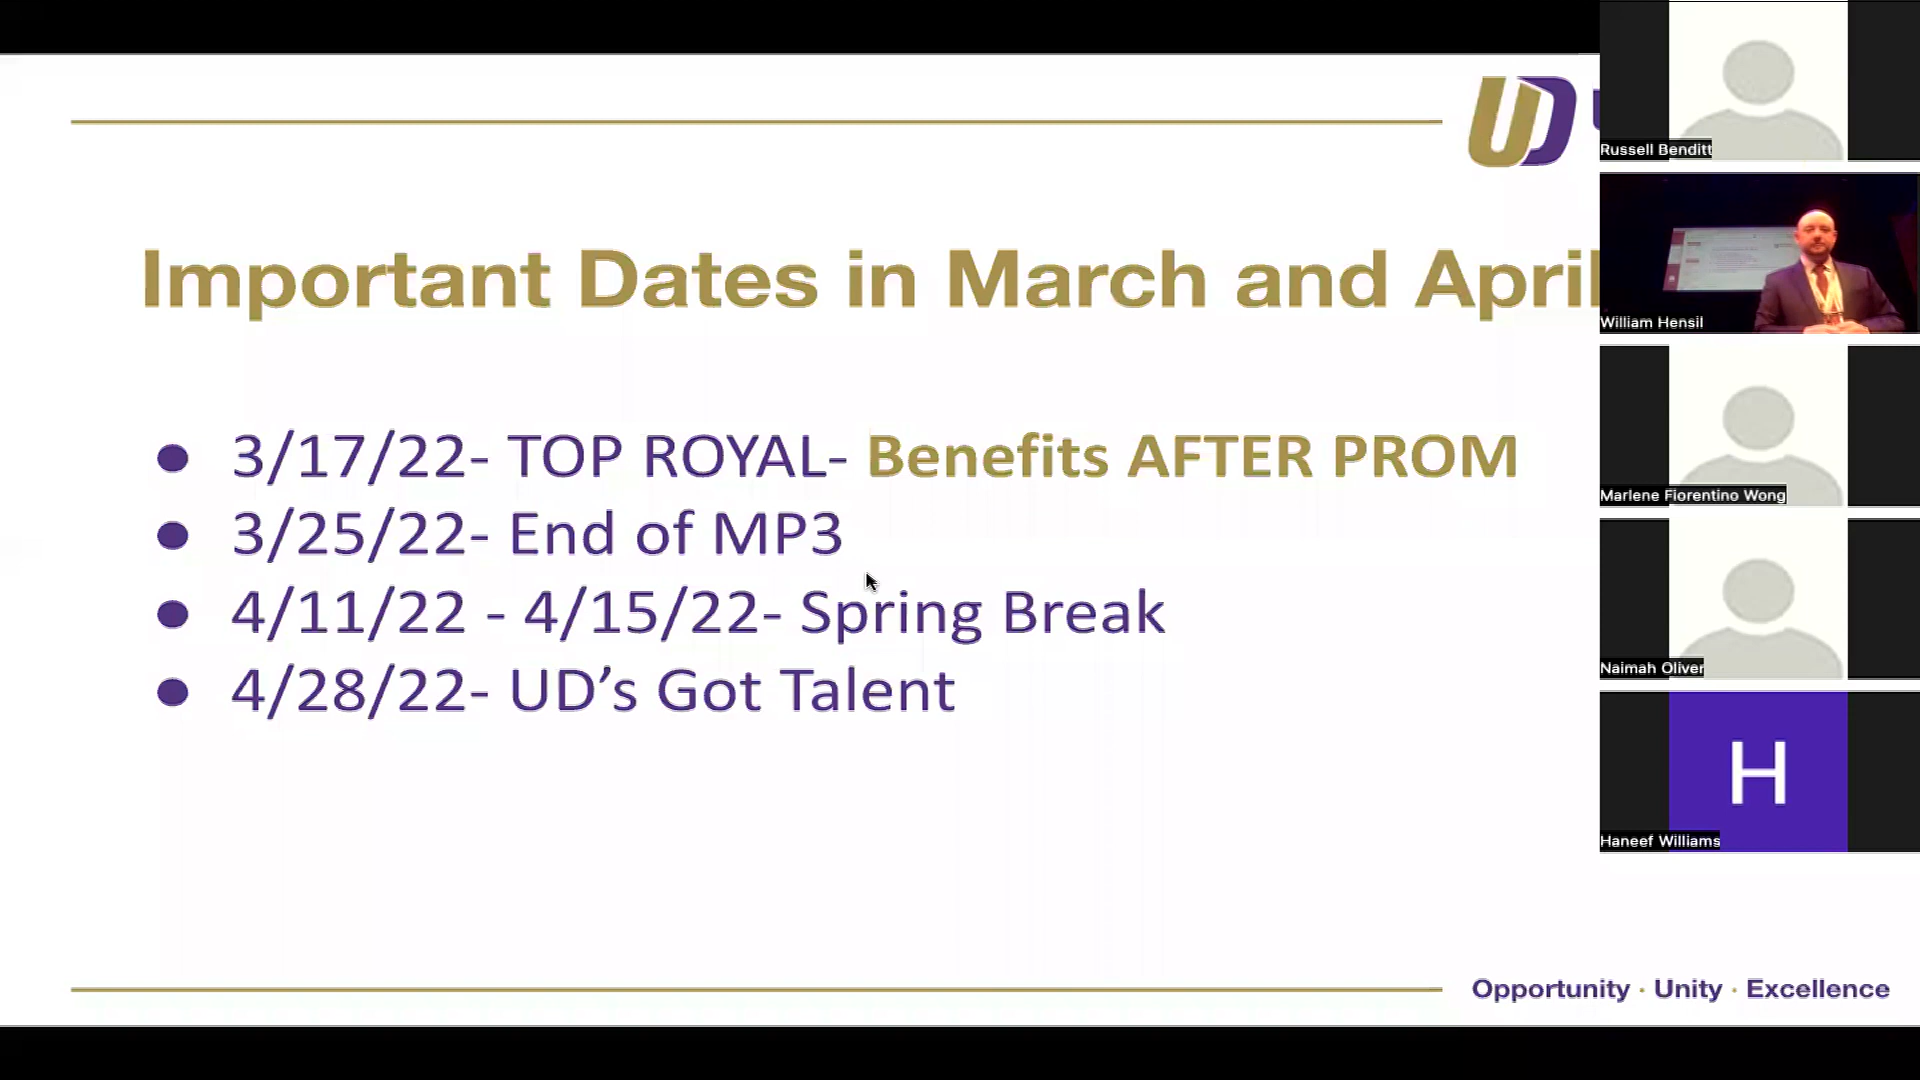 UD
Important Dates in March and April
● 3/17/22- TOP ROYAL- Benefits AFTER PROM
● 3/25/22- End of MP3
● 4/11/22 - 4/15/22- Spring Break
● 4/28/22- UD’s Got Talent
Opportunity · Unity · Excellence
Russell Benditt
William Hensil
Marlene Fiorentino Wong
Naimah Oliver
H
Haneef Williams